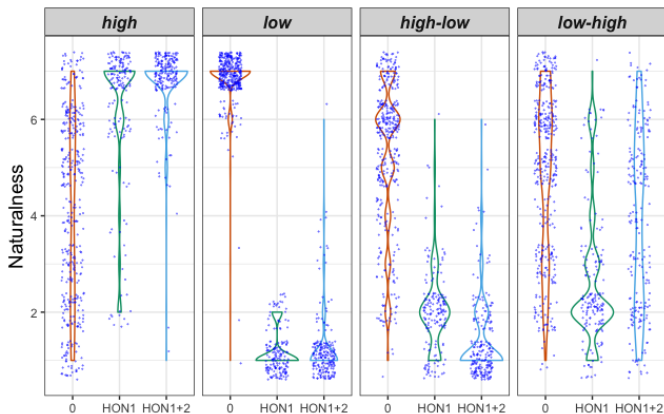 high low high-low low-high
Naturalness
6
4
2
0 HON1 HON1+2 0 HON1 HON1+2 0 HON1 HON1+2 0 HON1 HON1+2